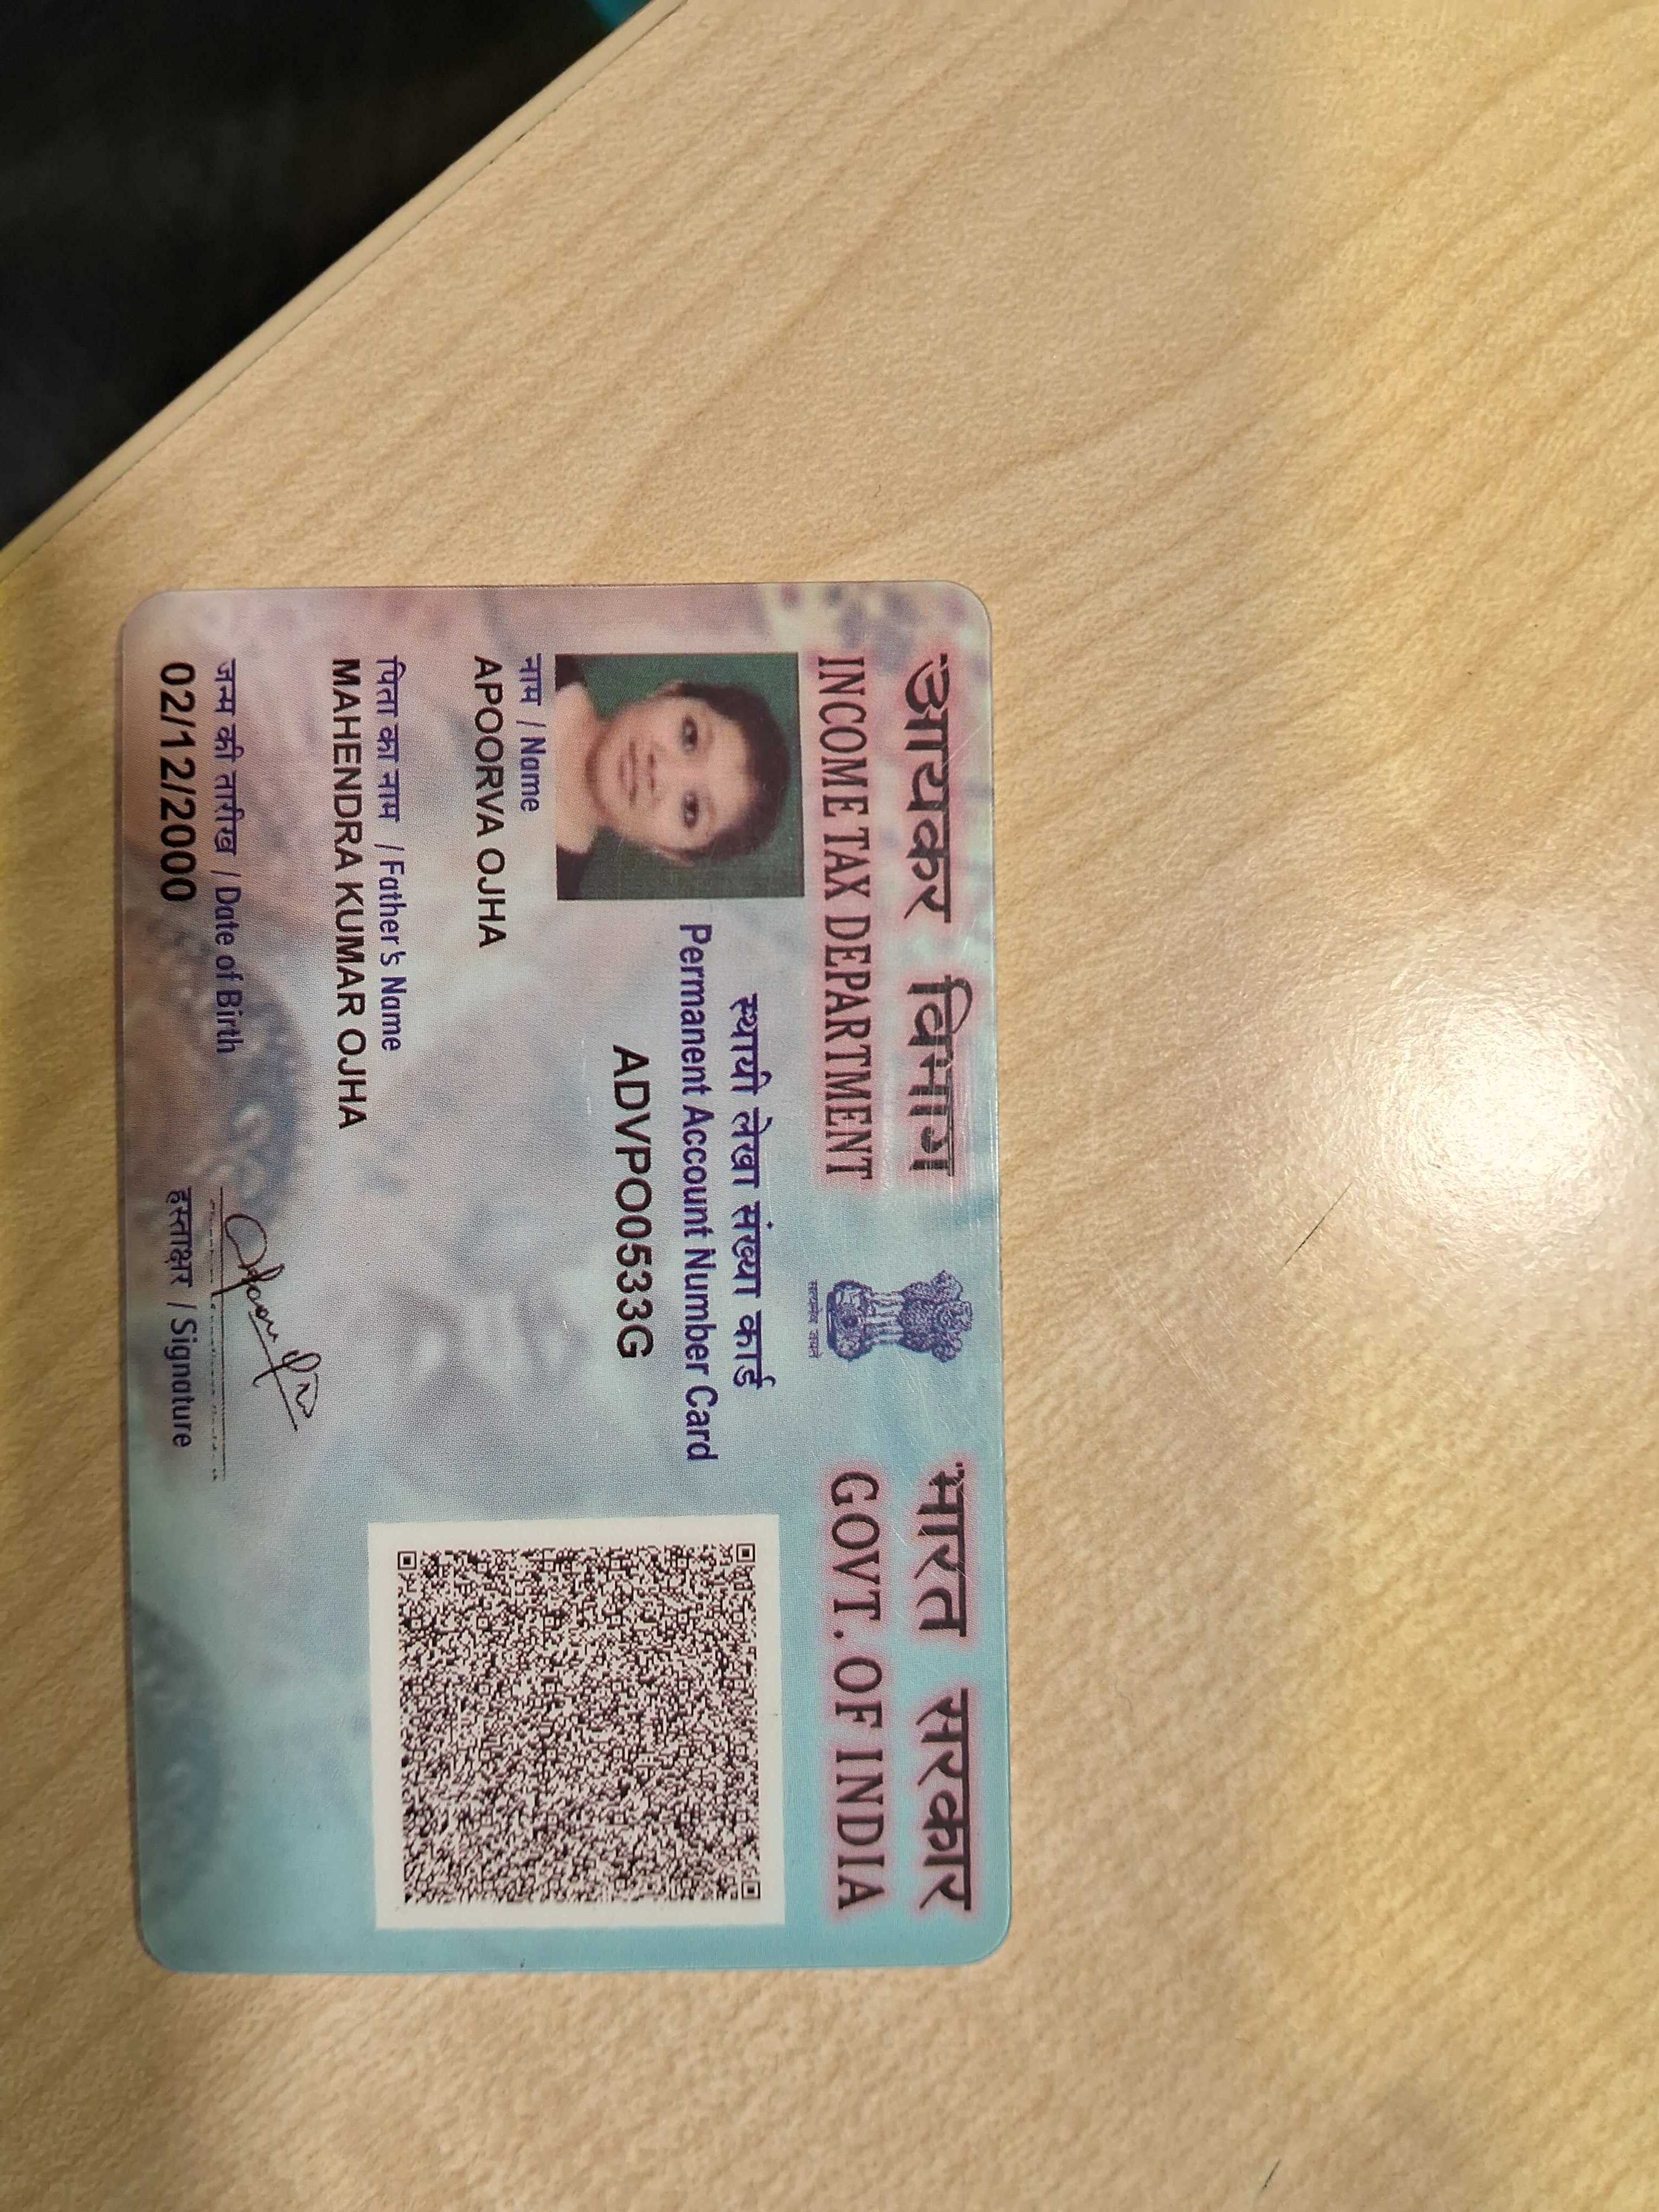 आयकर विभाग
INCOME TAX DEPARTMENT
सत्यमेव जयते
भारत सरकार
GOVT. OF INDIA
स्थायी लेखा संख्या कार्ड
Permanent Account Number Card
ADVPO0533G
नाम / Name
APOORVA OJHA
पिता का नाम / Father's Name
MAHENDRA KUMAR OJHA
जन्म की तारीख / Date of Birth
02/12/2000
हस्ताक्षर / Signature